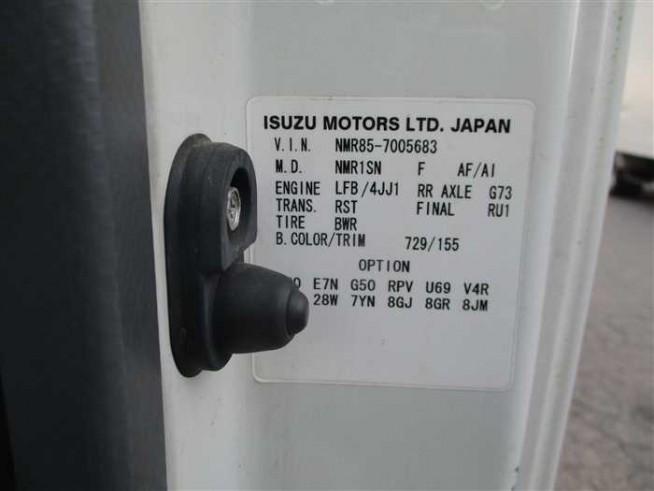 ISUZU MOTORS LTD. JAPAN
V.I.N. NMR85-7005683
M.D. NMR1SN F AF/AI
ENGINE LFB/4JJ1 RR AXLE G73
TRANS. RST FINAL RU1
TIRE BWR
B.COLOR/TRIM 729/155
OPTION
E7N G50 RPV U69 V4R
28W 7YN 8GJ 8GR 8JM